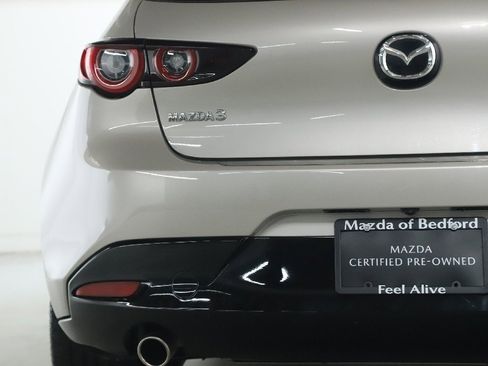 MAZDA3
Mazda of Bedford
MAZDA
CERTIFIED PRE-OWNED
Feel Alive